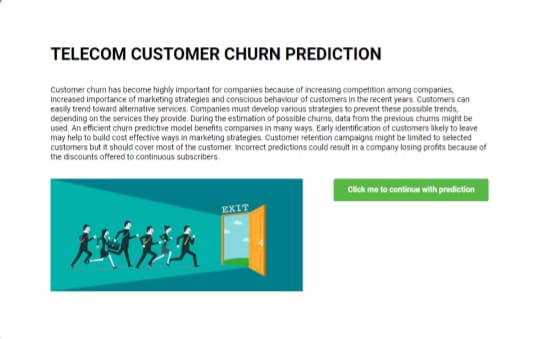 TELECOM CUSTOMER CHURN PREDICTION
Customer churn has become highly important for companies because of increasing competition among companies,
increased importance of marketing strategies and conscious behaviour of customers in the recent years. Customers can
easily trend toward alternative services. Companies must develop various strategies to prevent these possible trends,
depending on the services they provide. During the estimation of possible churns, data from the previous churns might be
used. An efficient churn predictive model benefits companies in many ways. Early identification of customers likely to leave
may help to build cost effective ways in marketing strategies. Customer retention campaigns might be limited to selected
customers but it should cover most of the customer. Incorrect predictions could result in a company losing profits because of
the discounts offered to continuous subscribers.
Click me to continue with prediction
EXIT